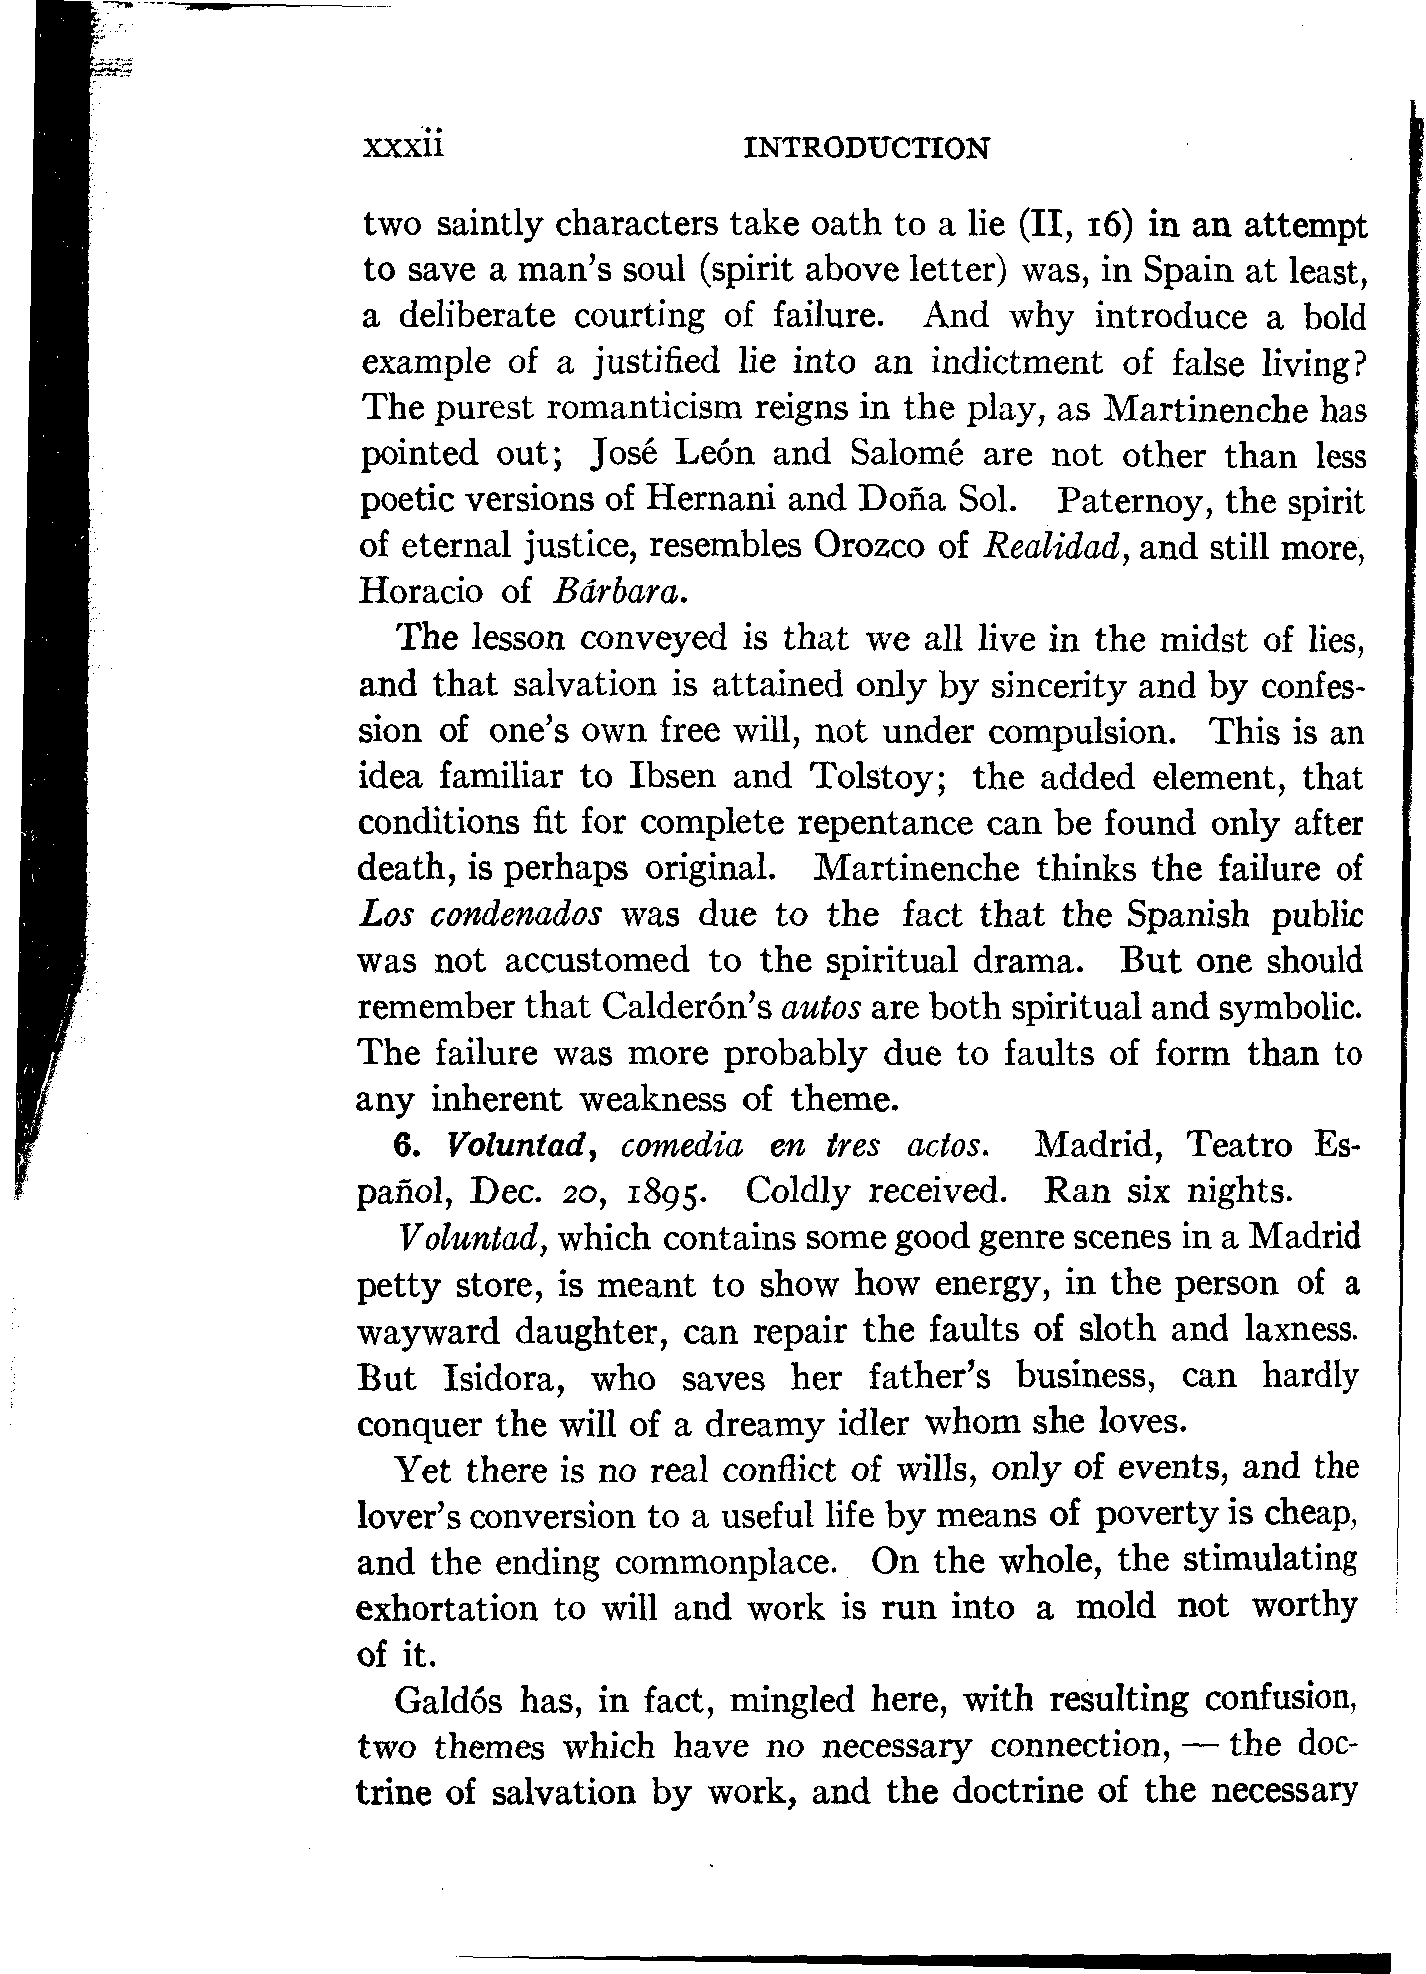 xxxii INTRODUCTION
two saintly characters take oath to a lie (II, 16) in an attempt
to save a man's soul (spirit above letter) was, in Spain at least,
a deliberate courting of failure. And why introduce a bold
example of a justified lie into an indictment of false living?
The purest romanticism reigns in the play, as Martinenche has
pointed out; José León and Salomé are not other than less
poetic versions of Hernani and Doña Sol. Paternoy, the spirit
of eternal justice, resembles Orozco of Realidad, and still more,
Horacio of Bárbara.
The lesson conveyed is that we all live in the midst of lies,
and that salvation is attained only by sincerity and by confes-
sion of one's own free will, not under compulsion. This is an
idea familiar to Ibsen and Tolstoy; the added element, that
conditions fit for complete repentance can be found only after
death, is perhaps original. Martinenche thinks the failure of
Los condenados was due to the fact that the Spanish public
was not accustomed to the spiritual drama. But one should
remember that Calderón's autos are both spiritual and symbolic.
The failure was more probably due to faults of form than to
any inherent weakness of theme.
6. Voluntad, comedia en tres actos. Madrid, Teatro Es-
pañol, Dec. 20, 1895. Coldly received. Ran six nights.
Voluntad, which contains some good genre scenes in a Madrid
petty store, is meant to show how energy, in the person of a
wayward daughter, can repair the faults of sloth and laxness.
But Isidora, who saves her father's business, can hardly
conquer the will of a dreamy idler whom she loves.
Yet there is no real conflict of wills, only of events, and the
lover's conversion to a useful life by means of poverty is cheap,
and the ending commonplace. On the whole, the stimulating
exhortation to will and work is run into a mold not worthy
of it.
Galdós has, in fact, mingled here, with resulting confusion,
two themes which have no necessary connection, — the doc-
trine of salvation by work, and the doctrine of the necessary